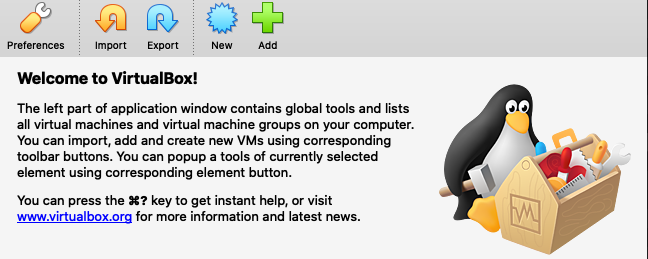 Preferences Import Export New Add
Welcome to VirtualBox!
The left part of application window contains global tools and lists
all virtual machines and virtual machine groups on your computer.
You can import, add and create new VMs using corresponding
toolbar buttons. You can popup a tools of currently selected
element using corresponding element button.
You can press the ⌘? key to get instant help, or visit
www.virtualbox.org for more information and latest news.